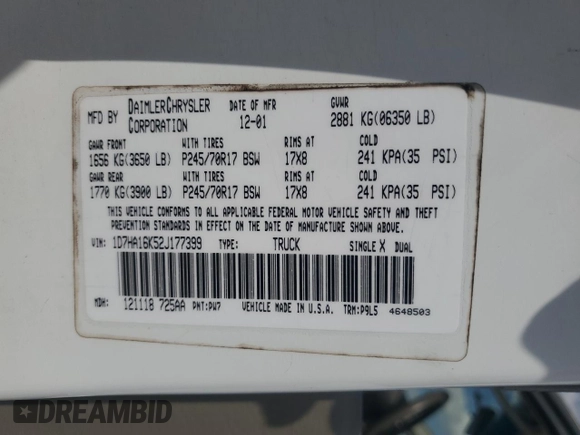 MFD BY DAIMLERCHRYSLER CORPORATION DATE OF MFR 12-01 GVWR 2881 KG(06350 LB)
GAWR FRONT WITH TIRES RIMS AT COLD
1656 KG(3650 LB) P245/70R17 BSW 17X8 241 KPA(35 PSI)
GAWR REAR WITH TIRES RIMS AT COLD
1770 KG(3900 LB) P245/70R17 BSW 17X8 241 KPA(35 PSI)
THIS VEHICLE CONFORMS TO ALL APPLICABLE FEDERAL MOTOR VEHICLE SAFETY AND THEFT
PREVENTION STANDARDS IN EFFECT ON THE DATE OF MANUFACTURE SHOWN ABOVE.
VIN: 1D7HA16K52J177399 TYPE: TRUCK SINGLE X DUAL
MDH: 121118 725AA PNT:PW7 VEHICLE MADE IN U.S.A. TRM:P9L5 4648503
DREAMBID